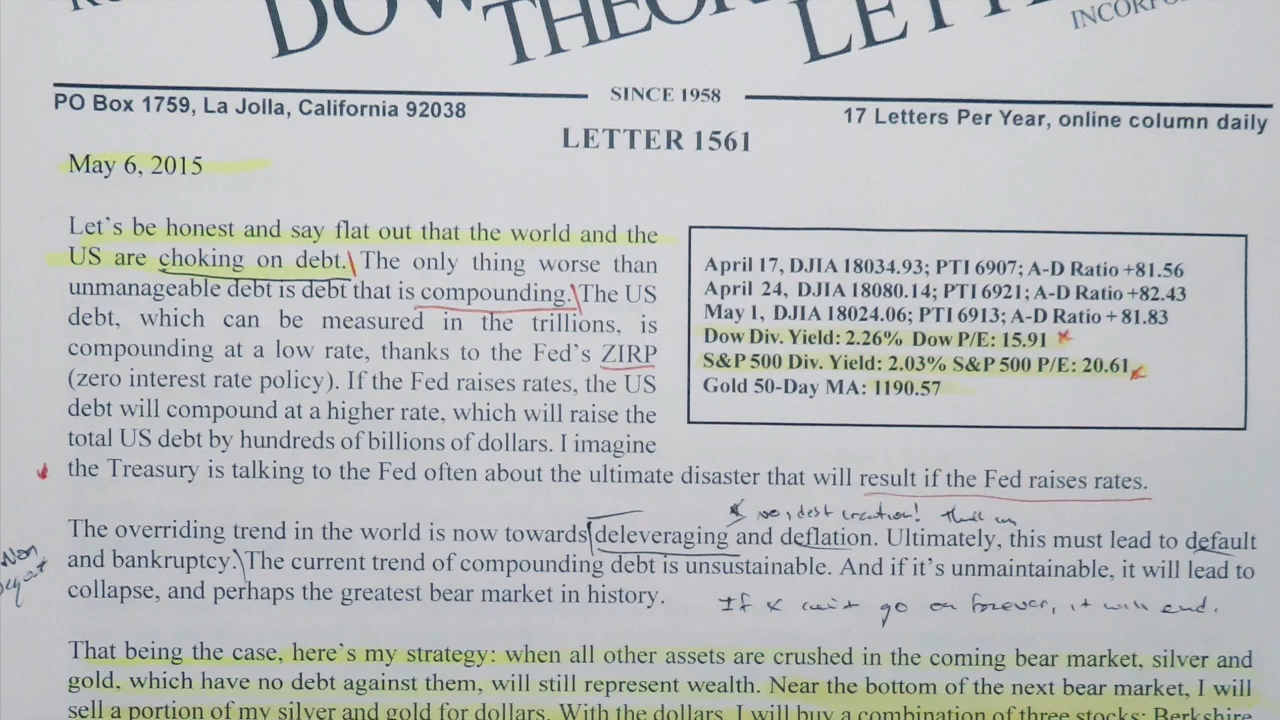 DOW THEORY LETT
INCORPO
SINCE 1958
PO Box 1759, La Jolla, California 92038
17 Letters Per Year, online column daily
LETTER 1561
May 6, 2015
Let's be honest and say flat out that the world and the
US are choking on debt. The only thing worse than
unmanageable debt is debt that is compounding. The US
debt, which can be measured in the trillions, is
compounding at a low rate, thanks to the Fed's ZIRP
(zero interest rate policy). If the Fed raises rates, the US
debt will compound at a higher rate, which will raise the
total US debt by hundreds of billions of dollars. I imagine
the Treasury is talking to the Fed often about the ultimate disaster that will result if the Fed raises rates.
April 17, DJIA 18034.93; PTI 6907; A-D Ratio +81.56
April 24, DJIA 18080.14; PTI 6921; A-D Ratio +82.43
May 1, DJIA 18024.06; PTI 6913; A-D Ratio + 81.83
Dow Div. Yield: 2.26% Dow P/E: 15.91
S&P 500 Div. Yield: 2.03% S&P 500 P/E: 20.61
Gold 50-Day MA: 1190.57
The overriding trend in the world is now towards deleveraging and deflation. Ultimately, this must lead to default
and bankruptcy. The current trend of compounding debt is unsustainable. And if it's unmaintainable, it will lead to
collapse, and perhaps the greatest bear market in history.
If x can't go on forever, it will end.
That being the case, here's my strategy: when all other assets are crushed in the coming bear market, silver and
gold, which have no debt against them, will still represent wealth. Near the bottom of the next bear market, I will
sell a portion of my silver and gold for dollars. With the dollars, I will buy a combination of three stocks: Berkshire